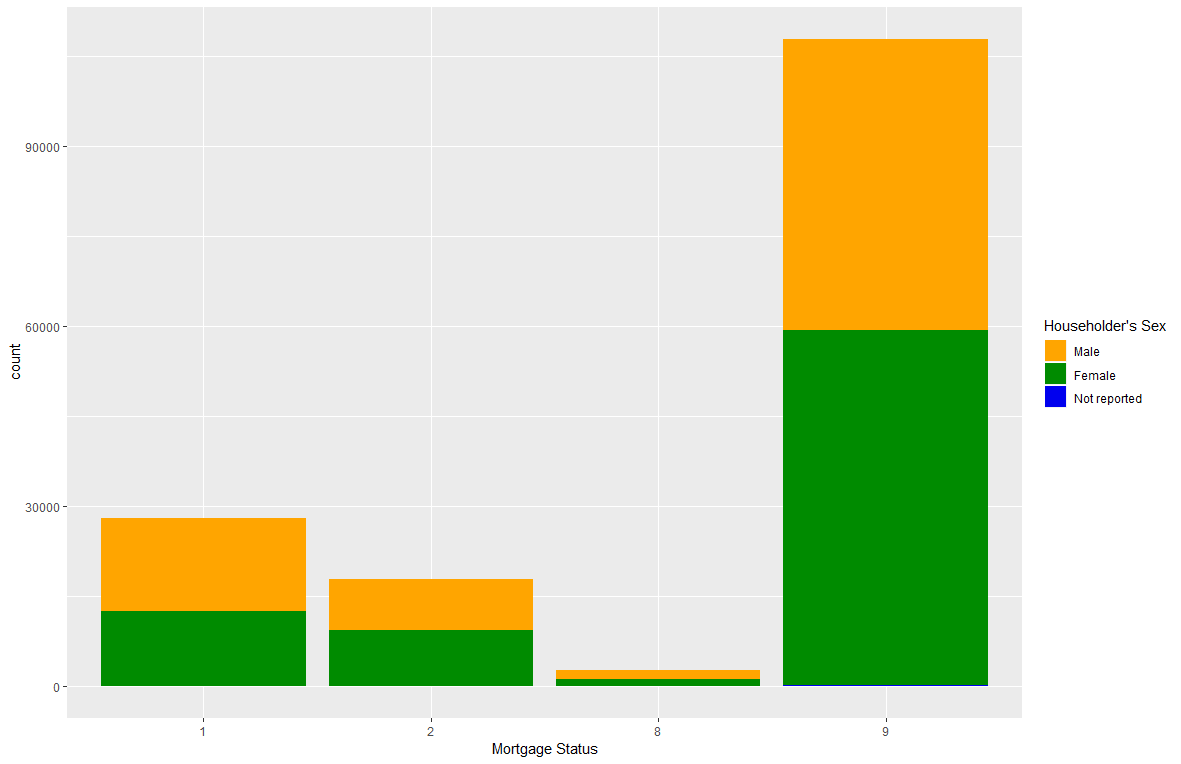 90000
60000
30000
0
count
1 2 8 9
Mortgage Status
Householder's Sex
Male
Female
Not reported